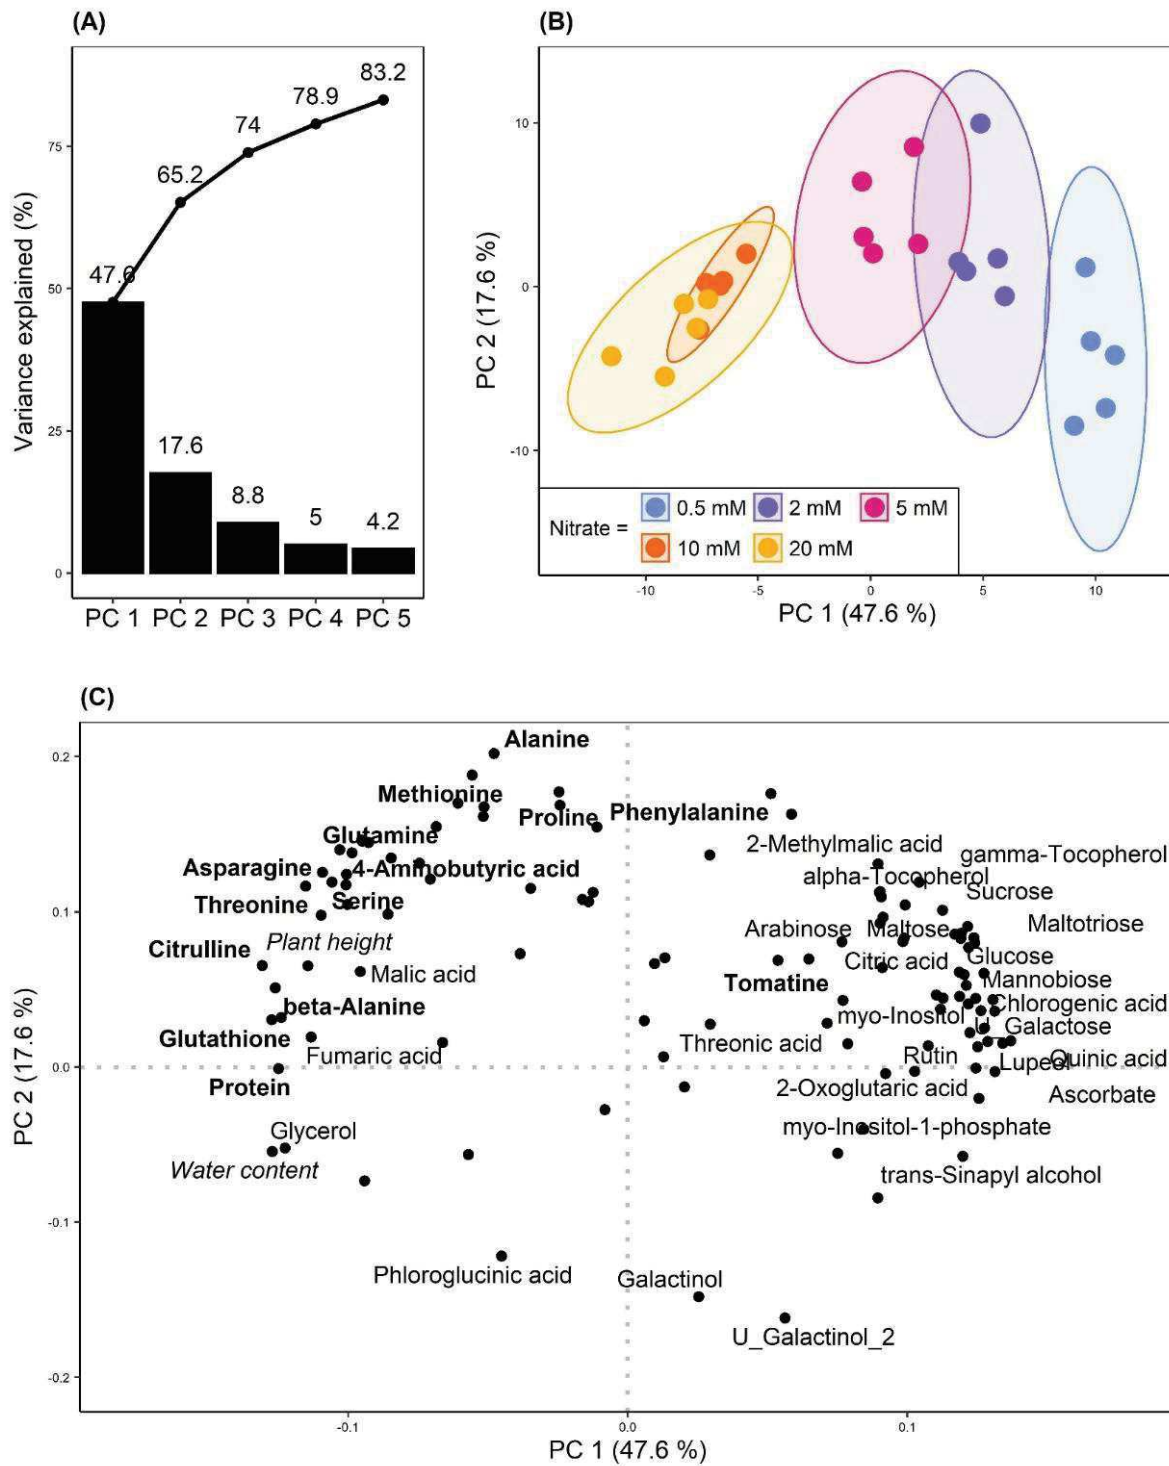 (A)
83.2
78.9
74
75
65.2
47.6
50
25
17.6
8.8
5
4.2
0
PC 1 PC 2 PC 3 PC 4 PC 5
Variance explained (%)
(B)
10
0
-10
PC 2 (17.6 %)
Nitrate =
0.5 mM 2 mM 5 mM
10 mM 20 mM
-10 -5 0 5 10
PC 1 (47.6 %)
(C)
Alanine
0.2
Methionine
Proline Phenylalanine
Glutamine
2-Methylmalic acid
gamma-Tocopherol
Asparagine 4-Aminobutyric acid
alpha-Tocopherol
Sucrose
Threonine Serine
0.1
Arabinose Maltose Maltotriose
Citrulline Plant height
Malic acid
Citric acid Glucose
Tomatine Mannobiose
beta-Alanine
Chlorogenic acid
myo-Inositol U_Galactose
Glutathione
Threonic acid
Fumaric acid
Rutin Lupeol Quinic acid
0.0
Protein
2-Oxoglutaric acid
Ascorbate
Glycerol
myo-Inositol-1-phosphate
Water content
trans-Sinapyl alcohol
-0.1
Phloroglucinic acid Galactinol
U_Galactinol_2
-0.2
PC 2 (17.6 %)
-0.1 0.0 0.1
PC 1 (47.6 %)